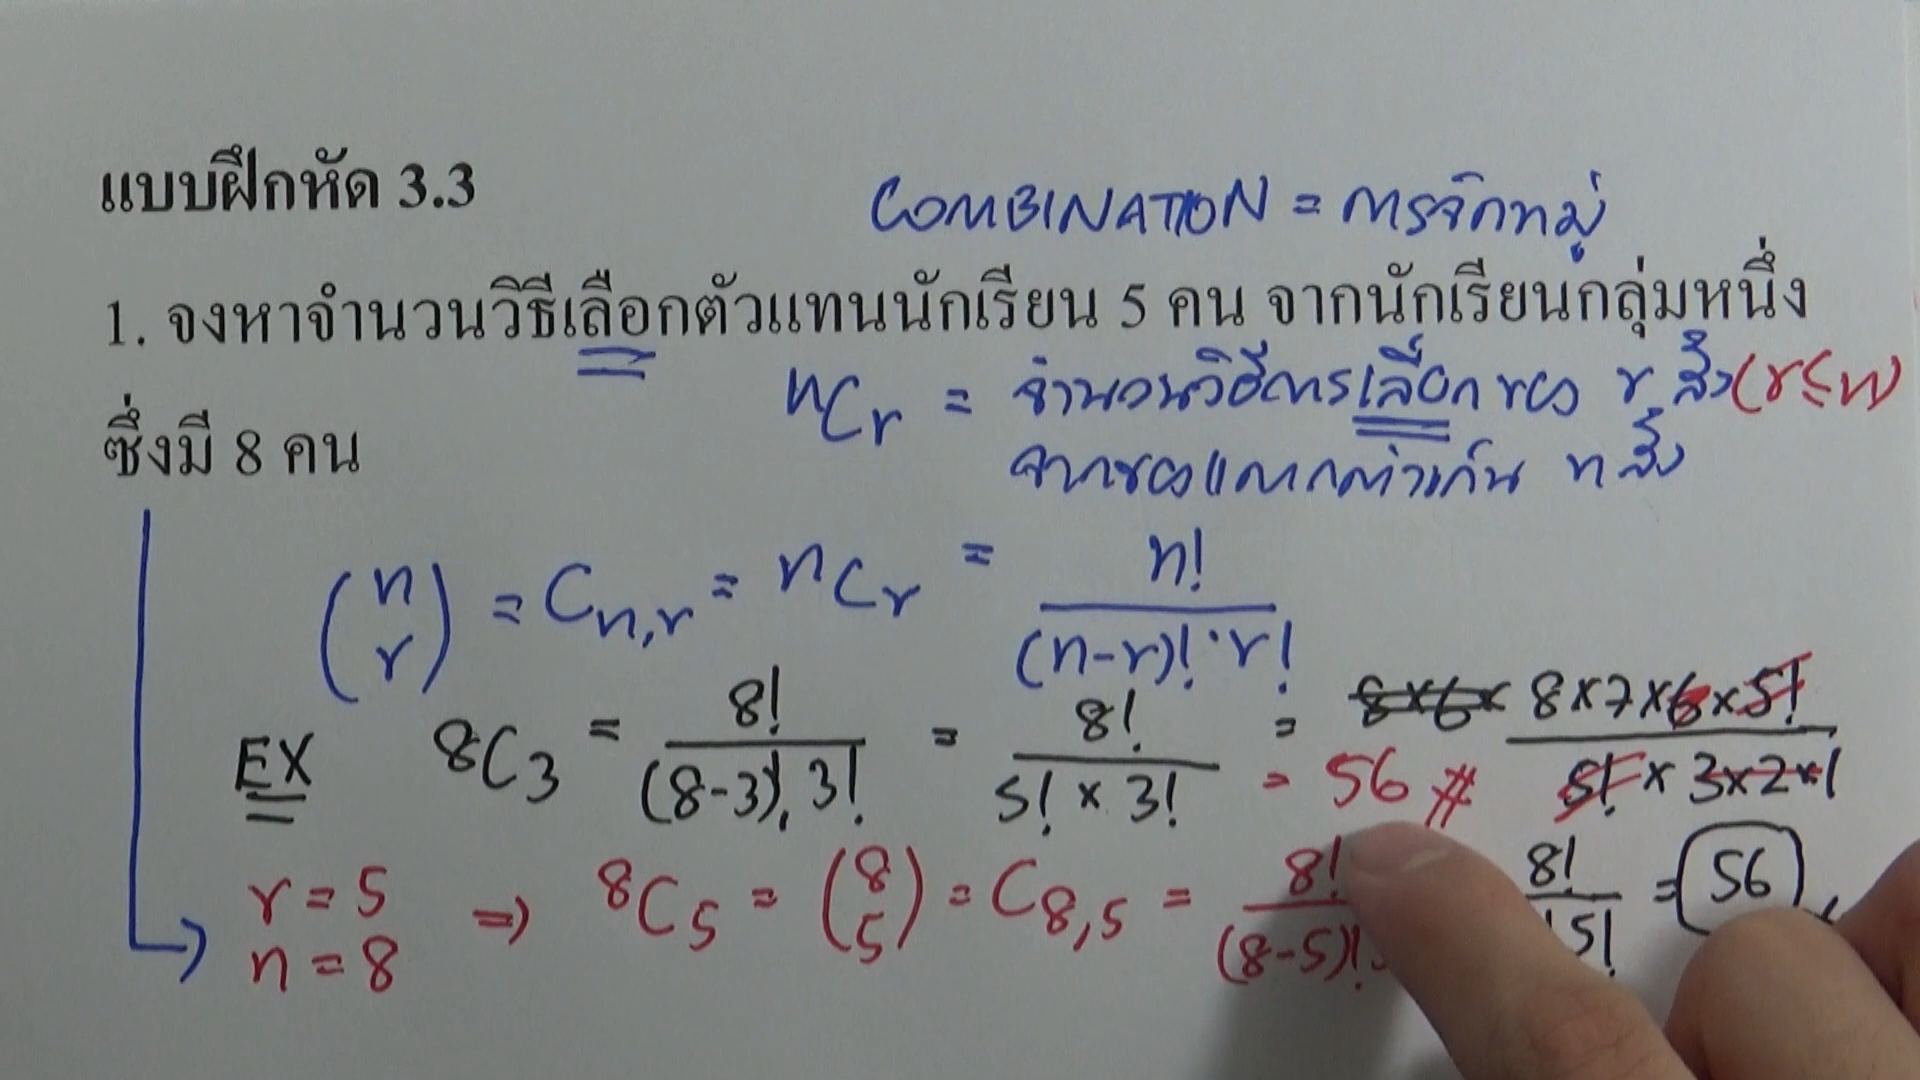 แบบฝึกหัด 3.3
COMBINATION = การจัดหมู่
1. จงหาจำนวนวิธีเลือกตัวแทนนักเรียน 5 คน จากนักเรียนกลุ่มหนึ่ง
ซึ่งมี 8 คน
nCr = จำนวนวิธีการเลือกของ r สิ่ง (r≤n)
จากของแตกต่างกัน n สิ่ง
(n r) = Cn,r = nCr = n! / (n-r)!·r!
EX 8C3 = 8! / (8-3)!, 3! = 8! / 5! × 3! = 8×6× 8×7×6×5! / 5!×3×2×1
= 56 #
r = 5 n = 8 ⇒ 8C5 = (8 5) = C8,5 = 8! / (8-5)! 8! / 5! = 56